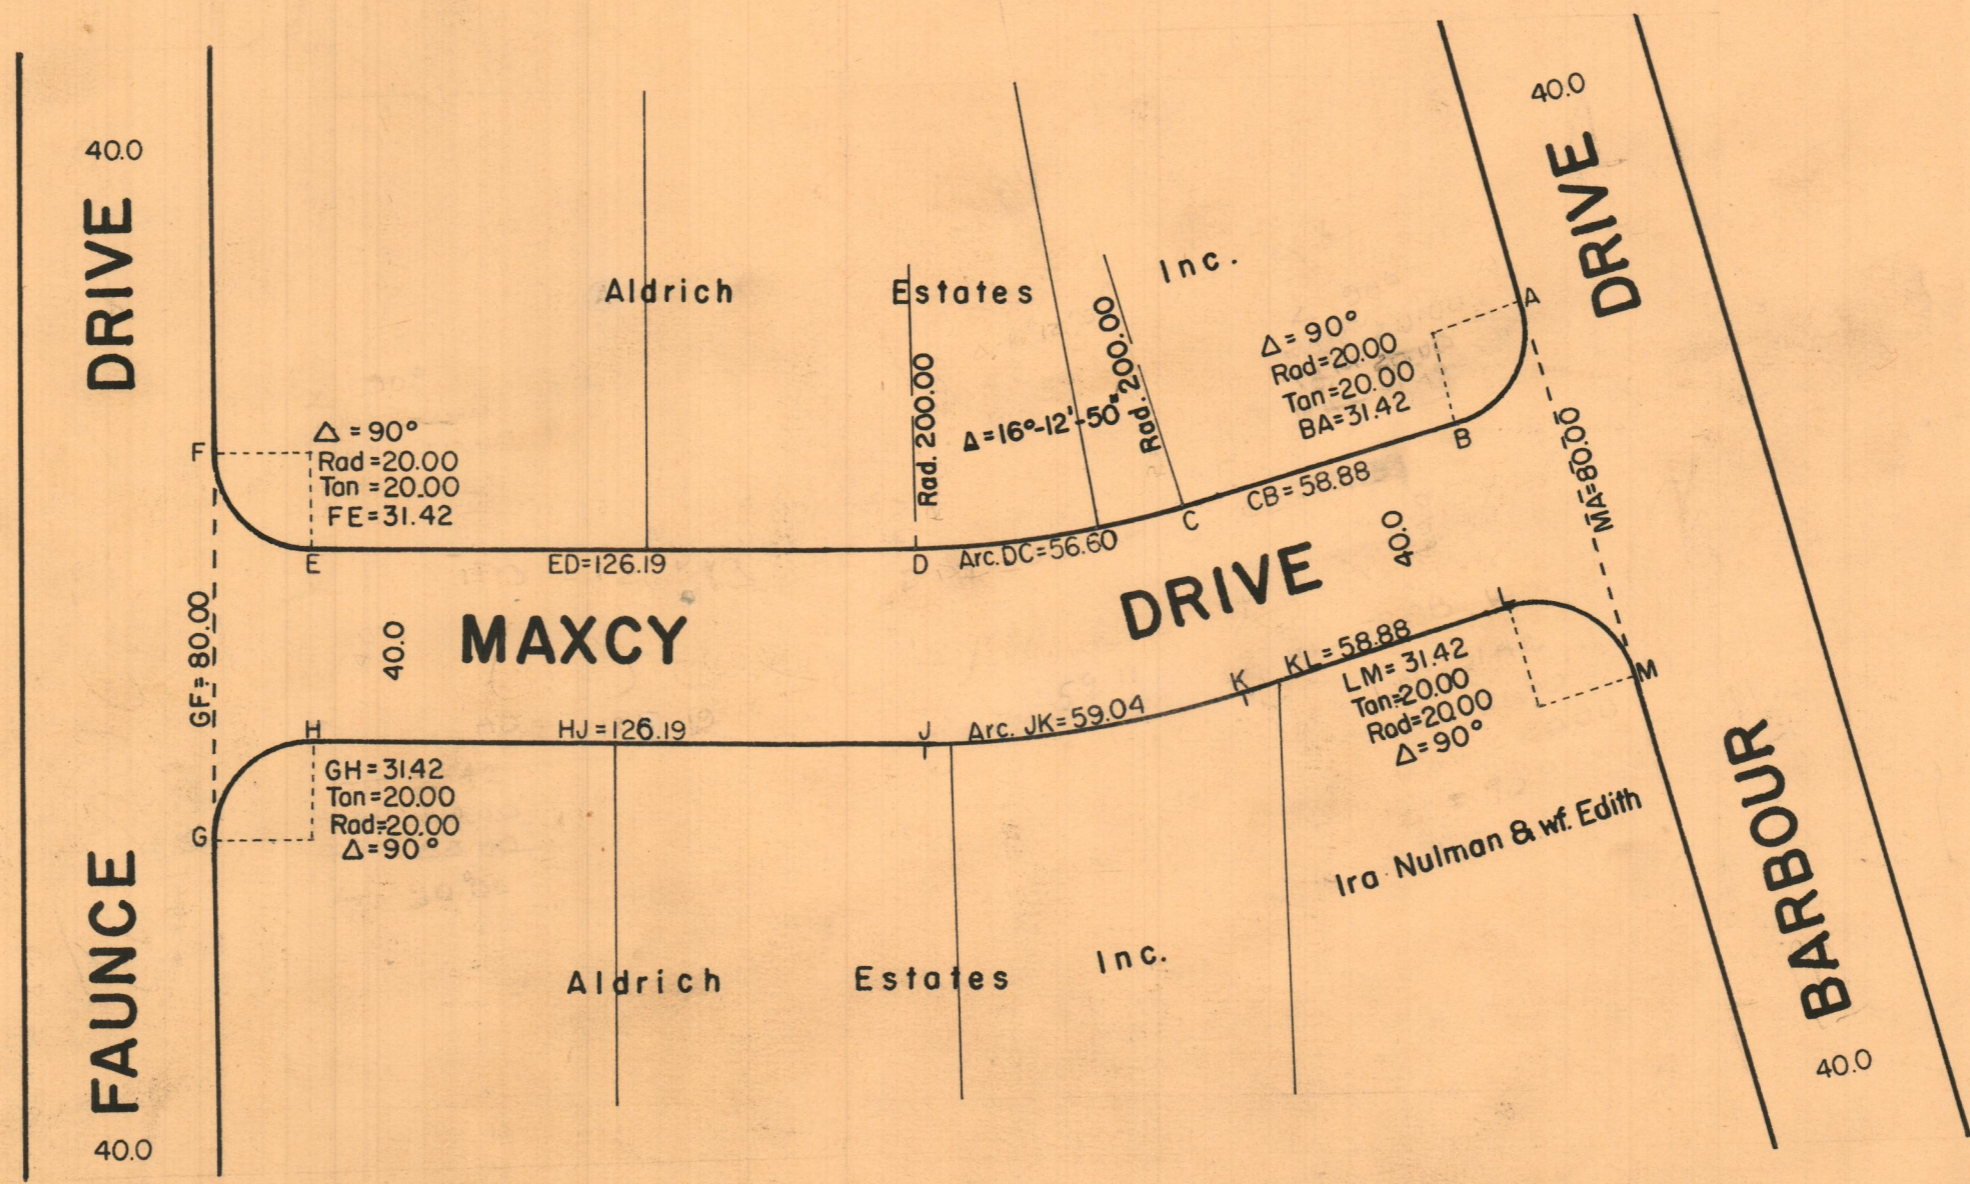 40.0
FAUNCE DRIVE
40.0
F
Δ = 90°
Rad = 20.00
Tan = 20.00
FE = 31.42
E
ED=126.19
D
Arc. DC=56.60
C
CB= 58.88
B
A
Aldrich Estates Inc.
Rad. 200.00
Δ=16°-12'-50"
Rad. 200.00
Δ= 90°
Rad=20.00
Tan=20.00
BA=31.42
40.0
BARBOUR DRIVE
40.0
MA=80.00
GF=80.00
40.0
MAXCY DRIVE
40.0
H
HJ=126.19
J
Arc. JK=59.04
K
KL=58.88
L
M
G
GH=31.42
Tan=20.00
Rad=20.00
Δ=90°
LM= 31.42
Tan=20.00
Rad=20.00
Δ=90°
Ira Nulman & wf. Edith
Aldrich Estates Inc.